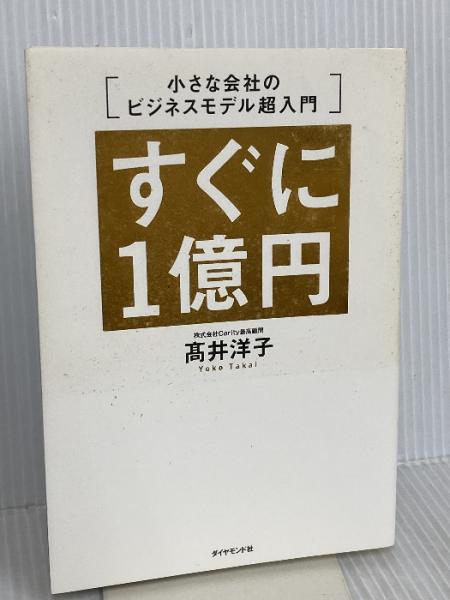 小さな会社の
ビジネスモデル超入門
すぐに
1億円
株式会社Carity最高顧問
髙井洋子
Yoko Takai
ダイヤモンド社